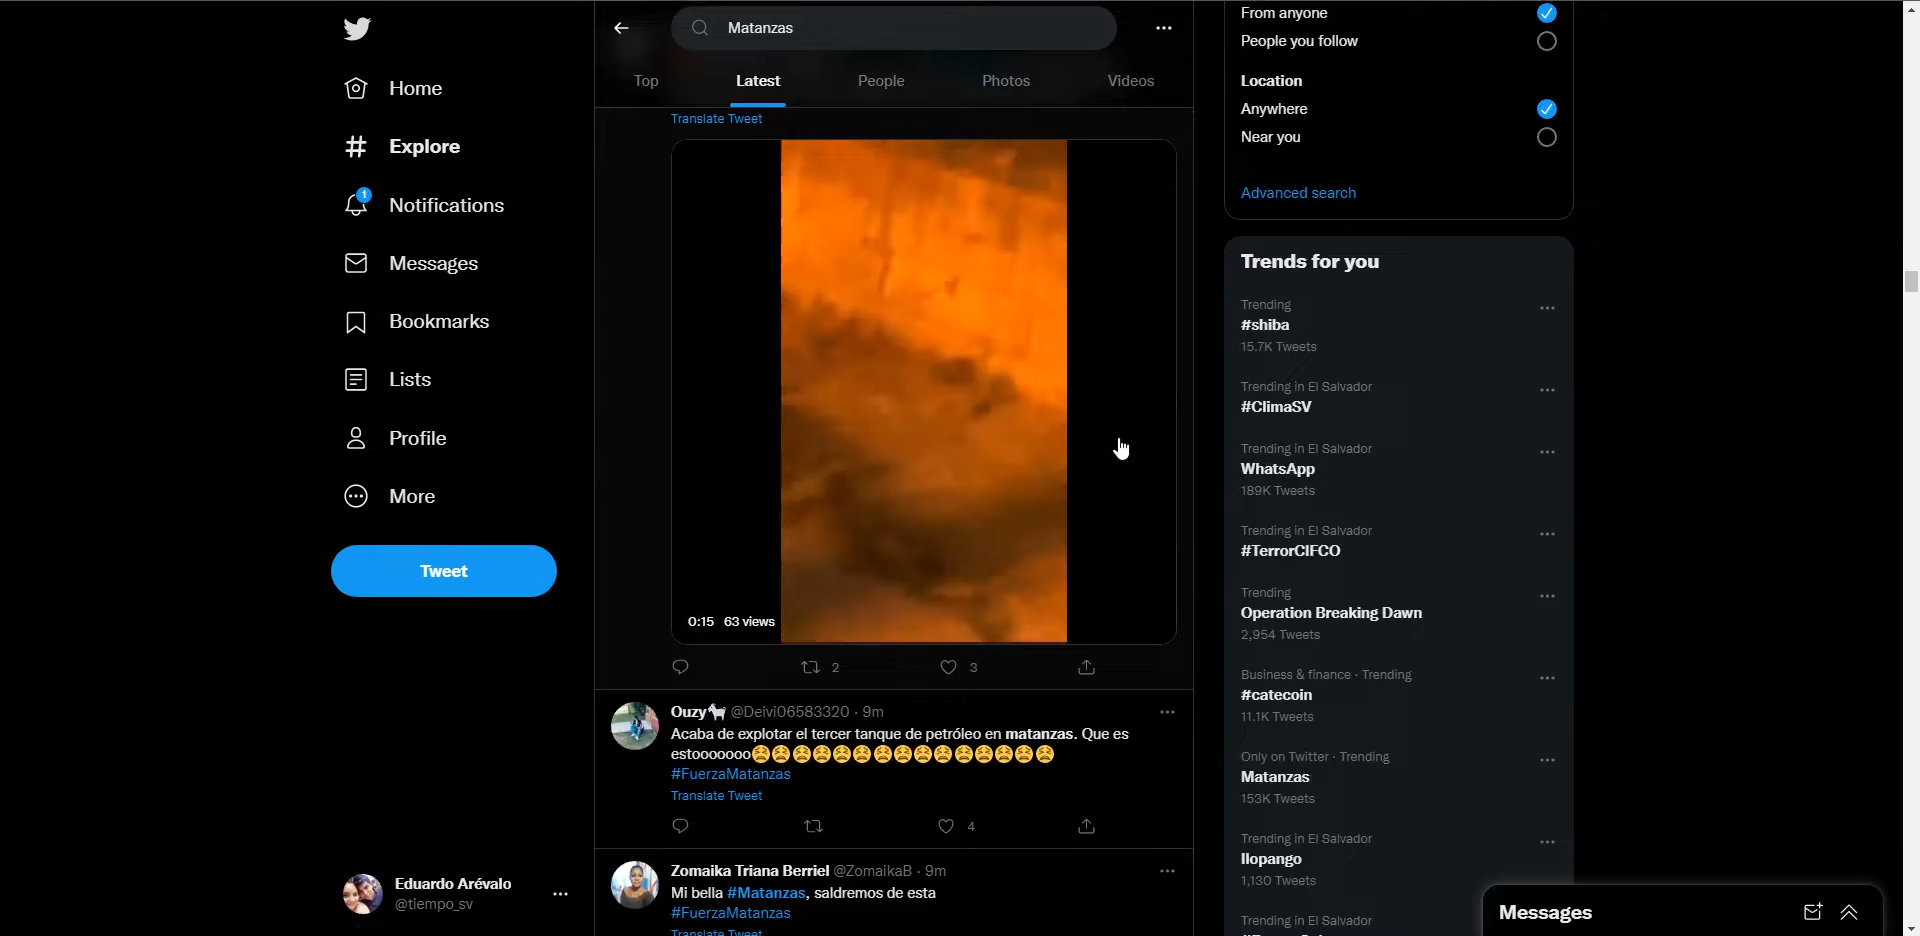 Home
Explore
1
Notifications
Messages
Bookmarks
Lists
Profile
More
Tweet
Eduardo Arévalo
@tiempo_sv
Matanzas
Top
Latest
People
Photos
Videos
Translate Tweet
0:15 63 views
2
3
Ouzy @Deivi06583320 · 9m
Acaba de explotar el tercer tanque de petróleo en matanzas. Que es
estooooooo😫😫😫😫😫😫😫😫😫😫😫😫😫😫😫
#FuerzaMatanzas
Translate Tweet
4
Zomaika Triana Berriel @ZomaikaB · 9m
Mi bella #Matanzas, saldremos de esta
#FuerzaMatanzas
Translate Tweet
From anyone
People you follow
Location
Anywhere
Near you
Advanced search
Trends for you
Trending
#shiba
15.7K Tweets
Trending in El Salvador
#ClimaSV
Trending in El Salvador
WhatsApp
189K Tweets
Trending in El Salvador
#TerrorCIFCO
Trending
Operation Breaking Dawn
2,954 Tweets
Business & finance · Trending
#catecoin
11.1K Tweets
Only on Twitter · Trending
Matanzas
153K Tweets
Trending in El Salvador
Ilopango
1,130 Tweets
Trending in El Salvador
Messages